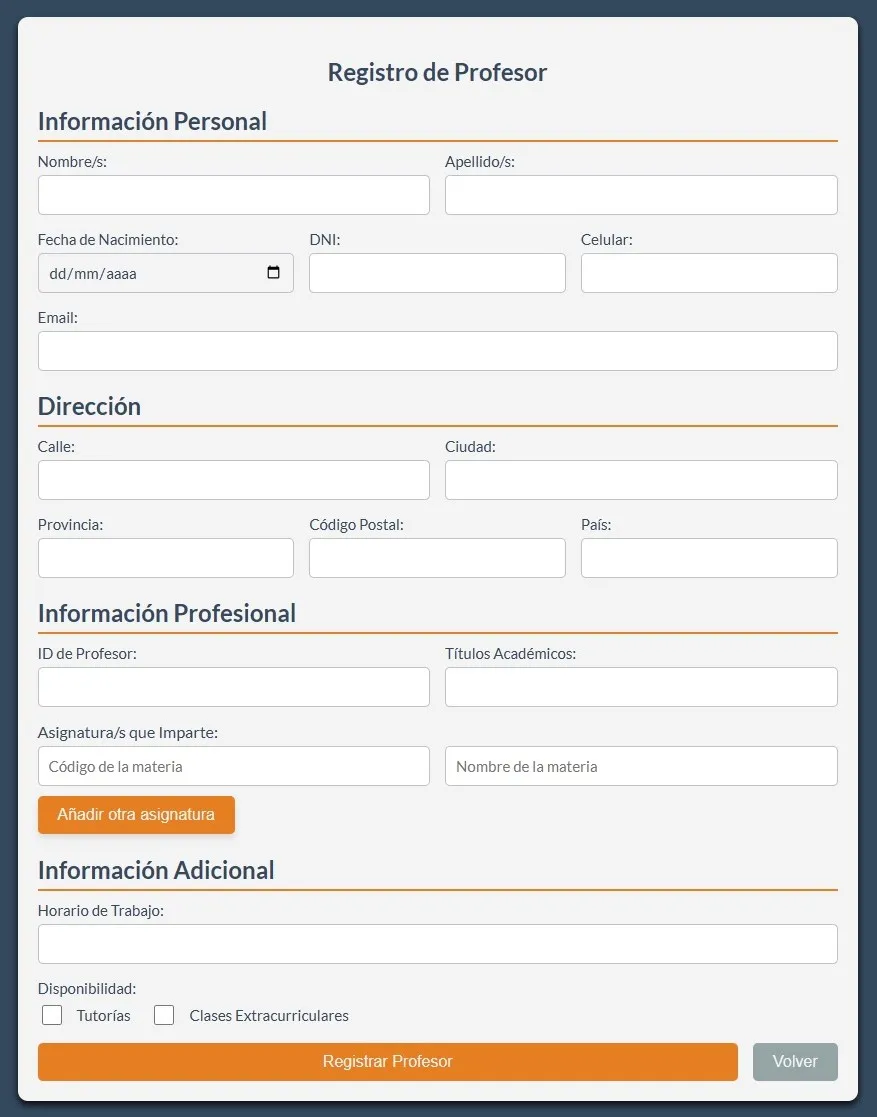 Registro de Profesor
Información Personal
Nombre/s: Apellido/s:
Fecha de Nacimiento: DNI: Celular:
dd/mm/aaaa
Email:
Dirección
Calle: Ciudad:
Provincia: Código Postal: País:
Información Profesional
ID de Profesor: Títulos Académicos:
Asignatura/s que Imparte:
Código de la materia Nombre de la materia
Añadir otra asignatura
Información Adicional
Horario de Trabajo:
Disponibilidad:
Tutorías Clases Extracurriculares
Registrar Profesor Volver